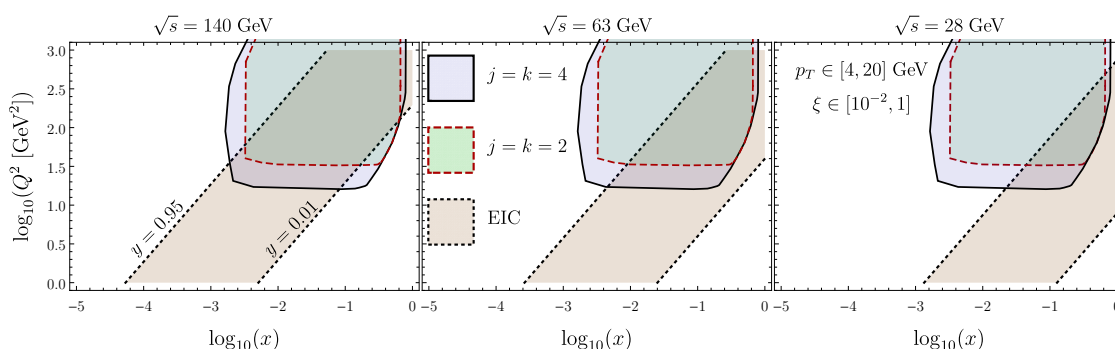 √s = 140 GeV
√s = 63 GeV
√s = 28 GeV
log₁₀(Q² [GeV²])
3.0
2.5
2.0
1.5
1.0
0.5
0.0
y = 0.95
y = 0.01
j = k = 4
j = k = 2
EIC
p_T ∈ [4, 20] GeV
ξ ∈ [10⁻², 1]
−5 −4 −3 −2 −1 0
−5 −4 −3 −2 −1 0
−5 −4 −3 −2 −1 0
log₁₀(x)
log₁₀(x)
log₁₀(x)